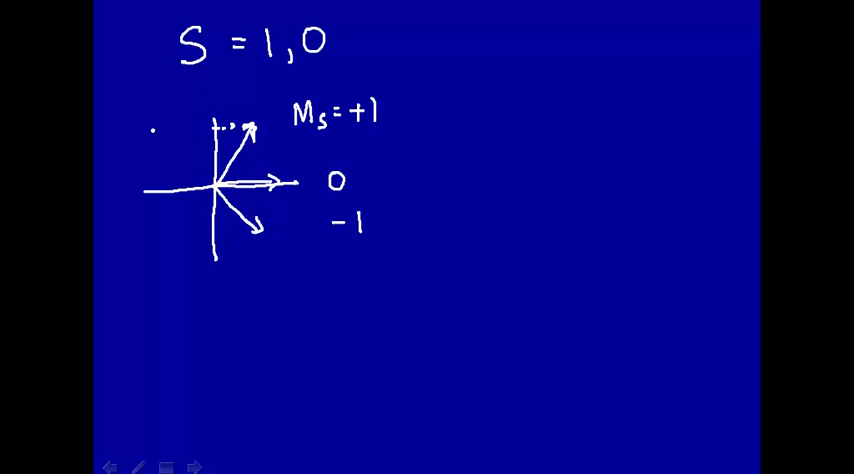 S = 1, 0
Ms = +1
0
-1